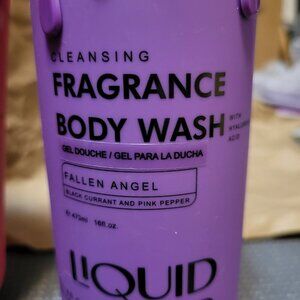 CLEANSING
FRAGRANCE
BODY WASH
WITH
HYALURONIC
ACID
GEL DOUCHE / GEL PARA LA DUCHA
FALLEN ANGEL
BLACK CURRANT AND PINK PEPPER
e 473ml 16fl.oz.
LIQUID